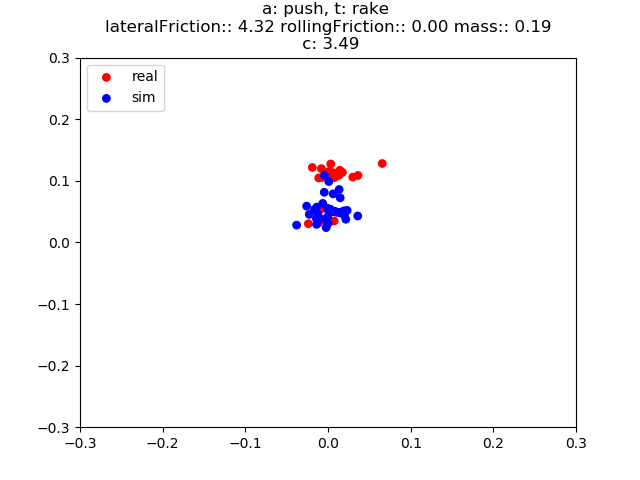 a: push, t: rake
lateralFriction:: 4.32 rollingFriction:: 0.00 mass:: 0.19
c: 3.49
real
sim
0.3
0.2
0.1
0.0
−0.1
−0.2
−0.3
−0.3 −0.2 −0.1 0.0 0.1 0.2 0.3